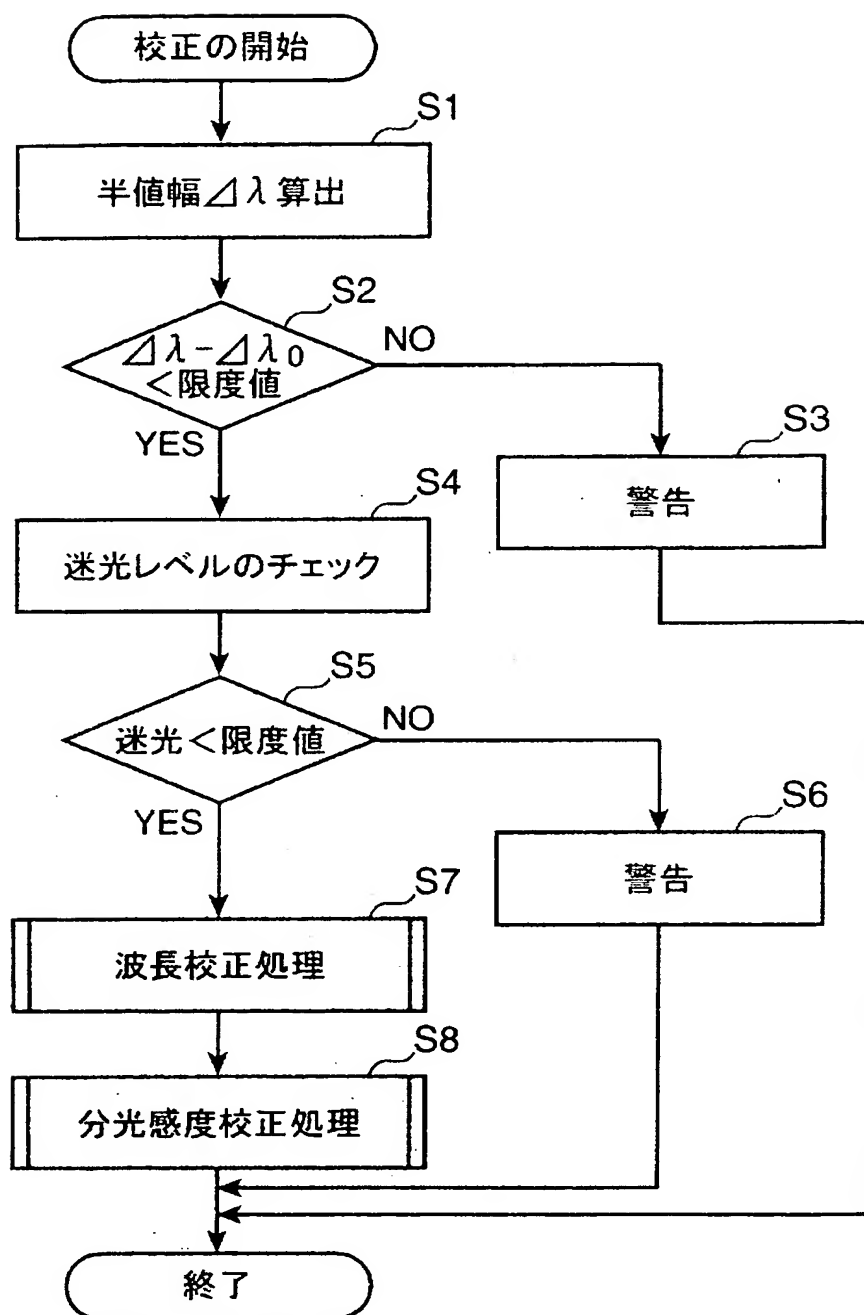 校正の開始
S1
半値幅⊿λ算出
S2
⊿λ-⊿λ0
<限度値
NO
YES
S3
警告
S4
迷光レベルのチェック
S5
迷光<限度値
NO
YES
S6
警告
S7
波長校正処理
S8
分光感度校正処理
終了